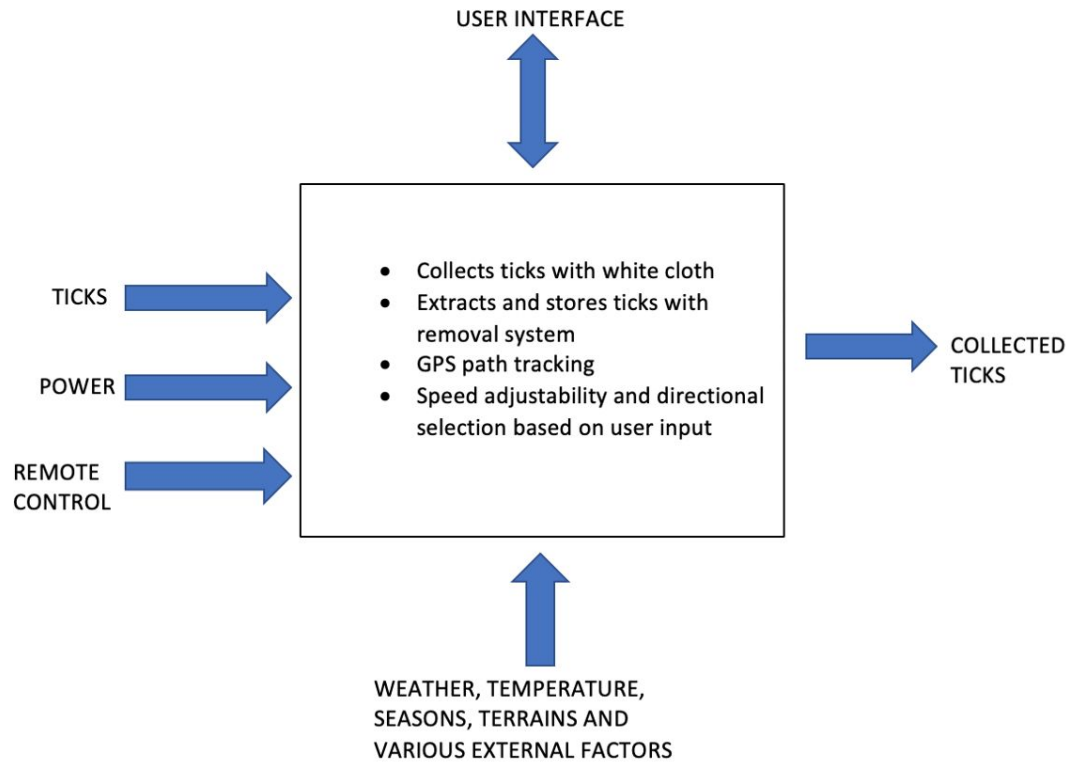 USER INTERFACE
• Collects ticks with white cloth
• Extracts and stores ticks with
removal system
• GPS path tracking
• Speed adjustability and directional
selection based on user input
TICKS
POWER
REMOTE
CONTROL
COLLECTED
TICKS
WEATHER, TEMPERATURE,
SEASONS, TERRAINS AND
VARIOUS EXTERNAL FACTORS